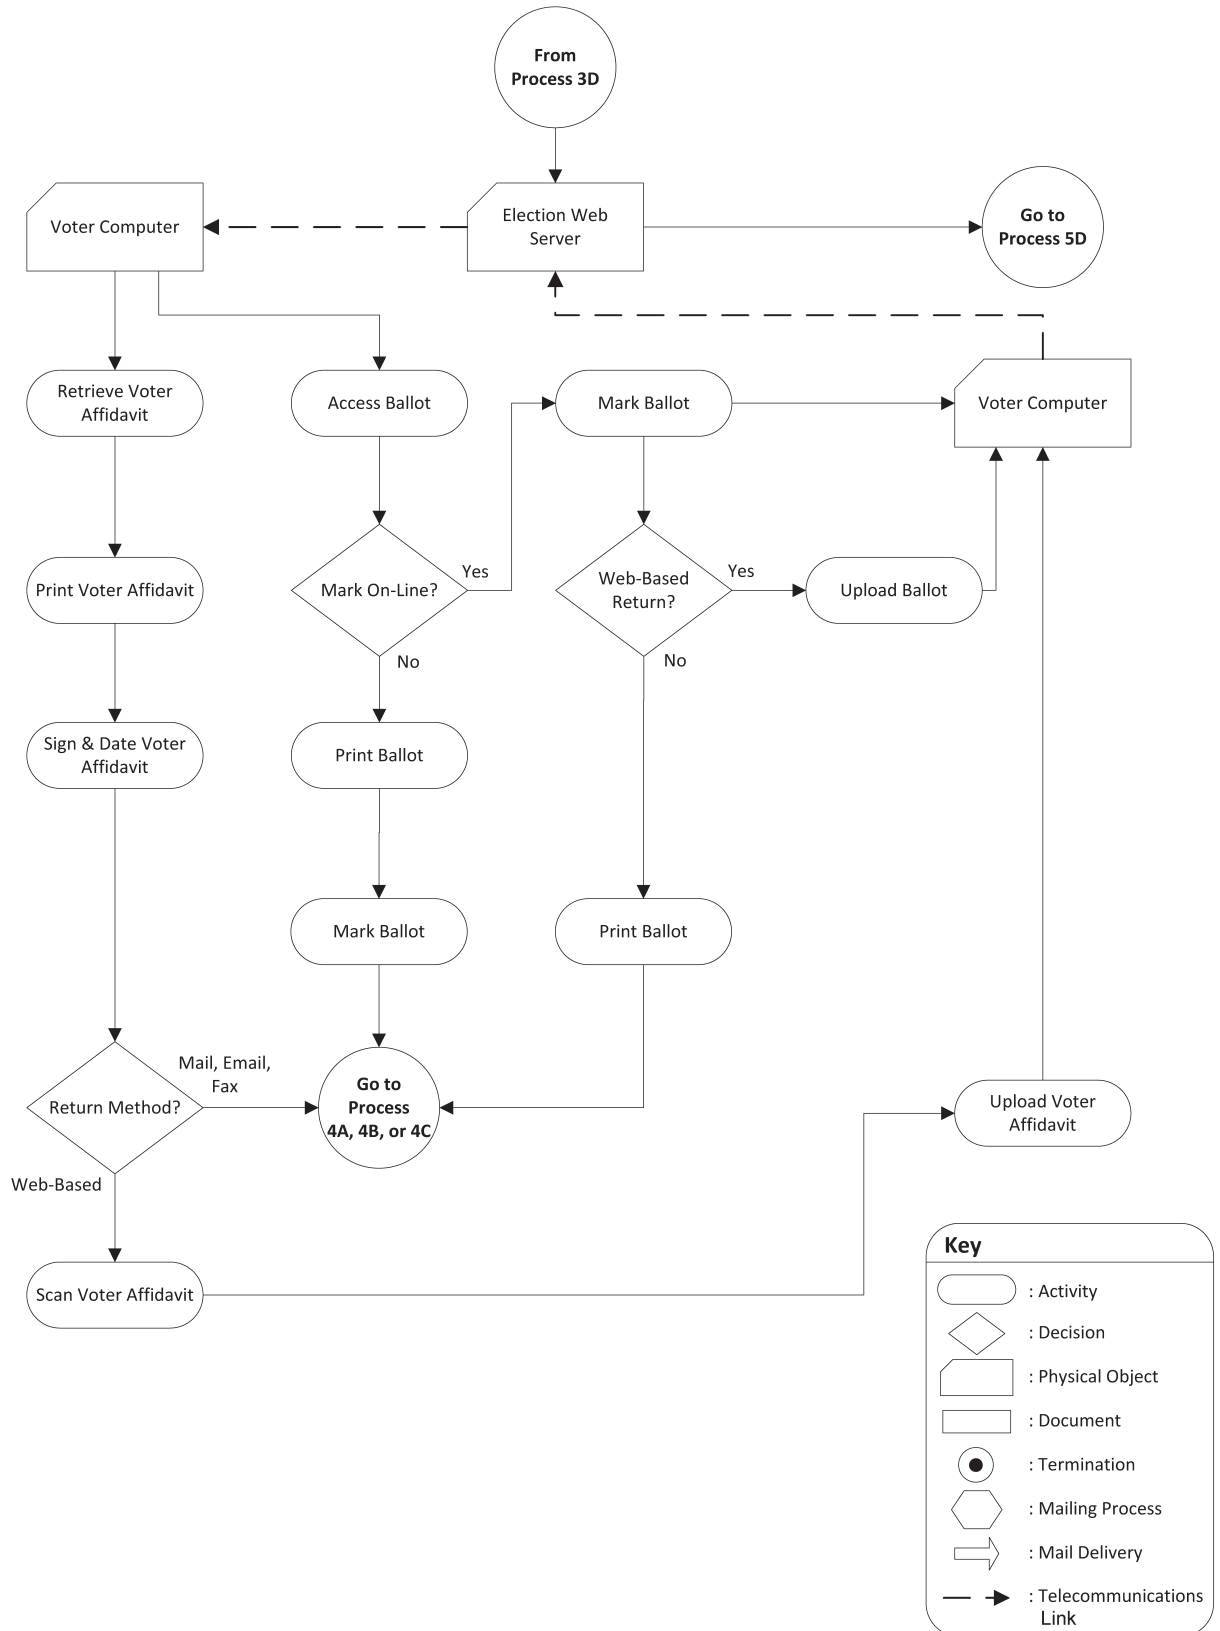 From
Process 3D
Voter Computer
Election Web
Server
Go to
Process 5D
Retrieve Voter
Affidavit
Access Ballot
Mark Ballot
Voter Computer
Print Voter Affidavit
Mark On-Line?
Yes
No
Web-Based
Return?
Yes
No
Upload Ballot
Sign & Date Voter
Affidavit
Print Ballot
Mark Ballot
Print Ballot
Return Method?
Mail, Email,
Fax
Web-Based
Go to
Process
4A, 4B, or 4C
Upload Voter
Affidavit
Scan Voter Affidavit
Key
: Activity
: Decision
: Physical Object
: Document
: Termination
: Mailing Process
: Mail Delivery
: Telecommunications
Link